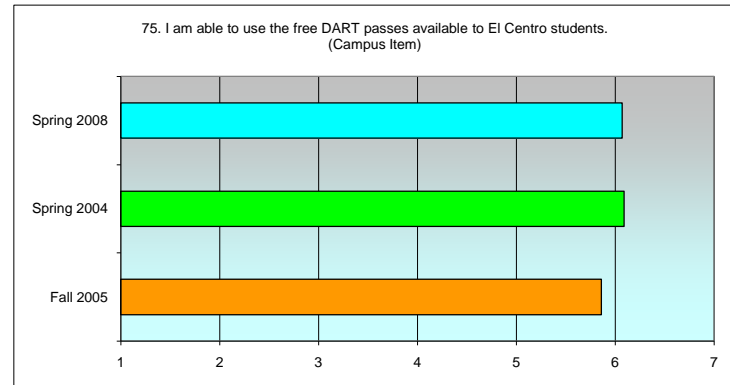 75. I am able to use the free DART passes available to El Centro students.
(Campus Item)
Spring 2008
Spring 2004
Fall 2005
1 2 3 4 5 6 7